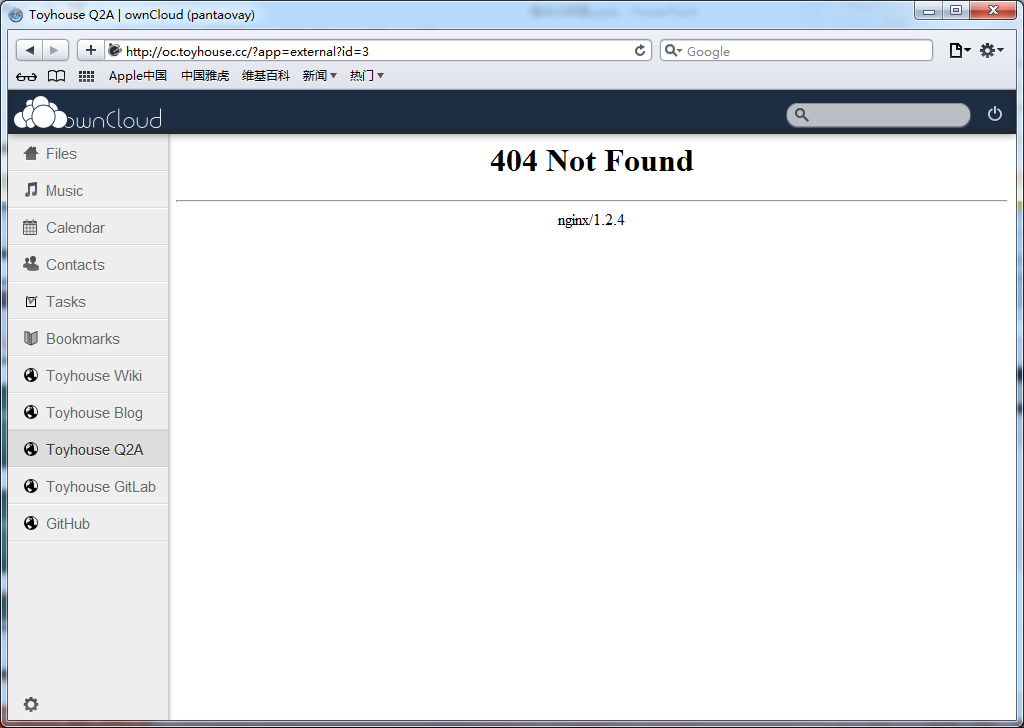 Toyhouse Q2A | ownCloud (pantaovay)
http://oc.toyhouse.cc/?app=external?id=3
Google
Apple中国 中国雅虎 维基百科 新闻 热门
ownCloud
Files
Music
Calendar
Contacts
Tasks
Bookmarks
Toyhouse Wiki
Toyhouse Blog
Toyhouse Q2A
Toyhouse GitLab
GitHub
404 Not Found
nginx/1.2.4